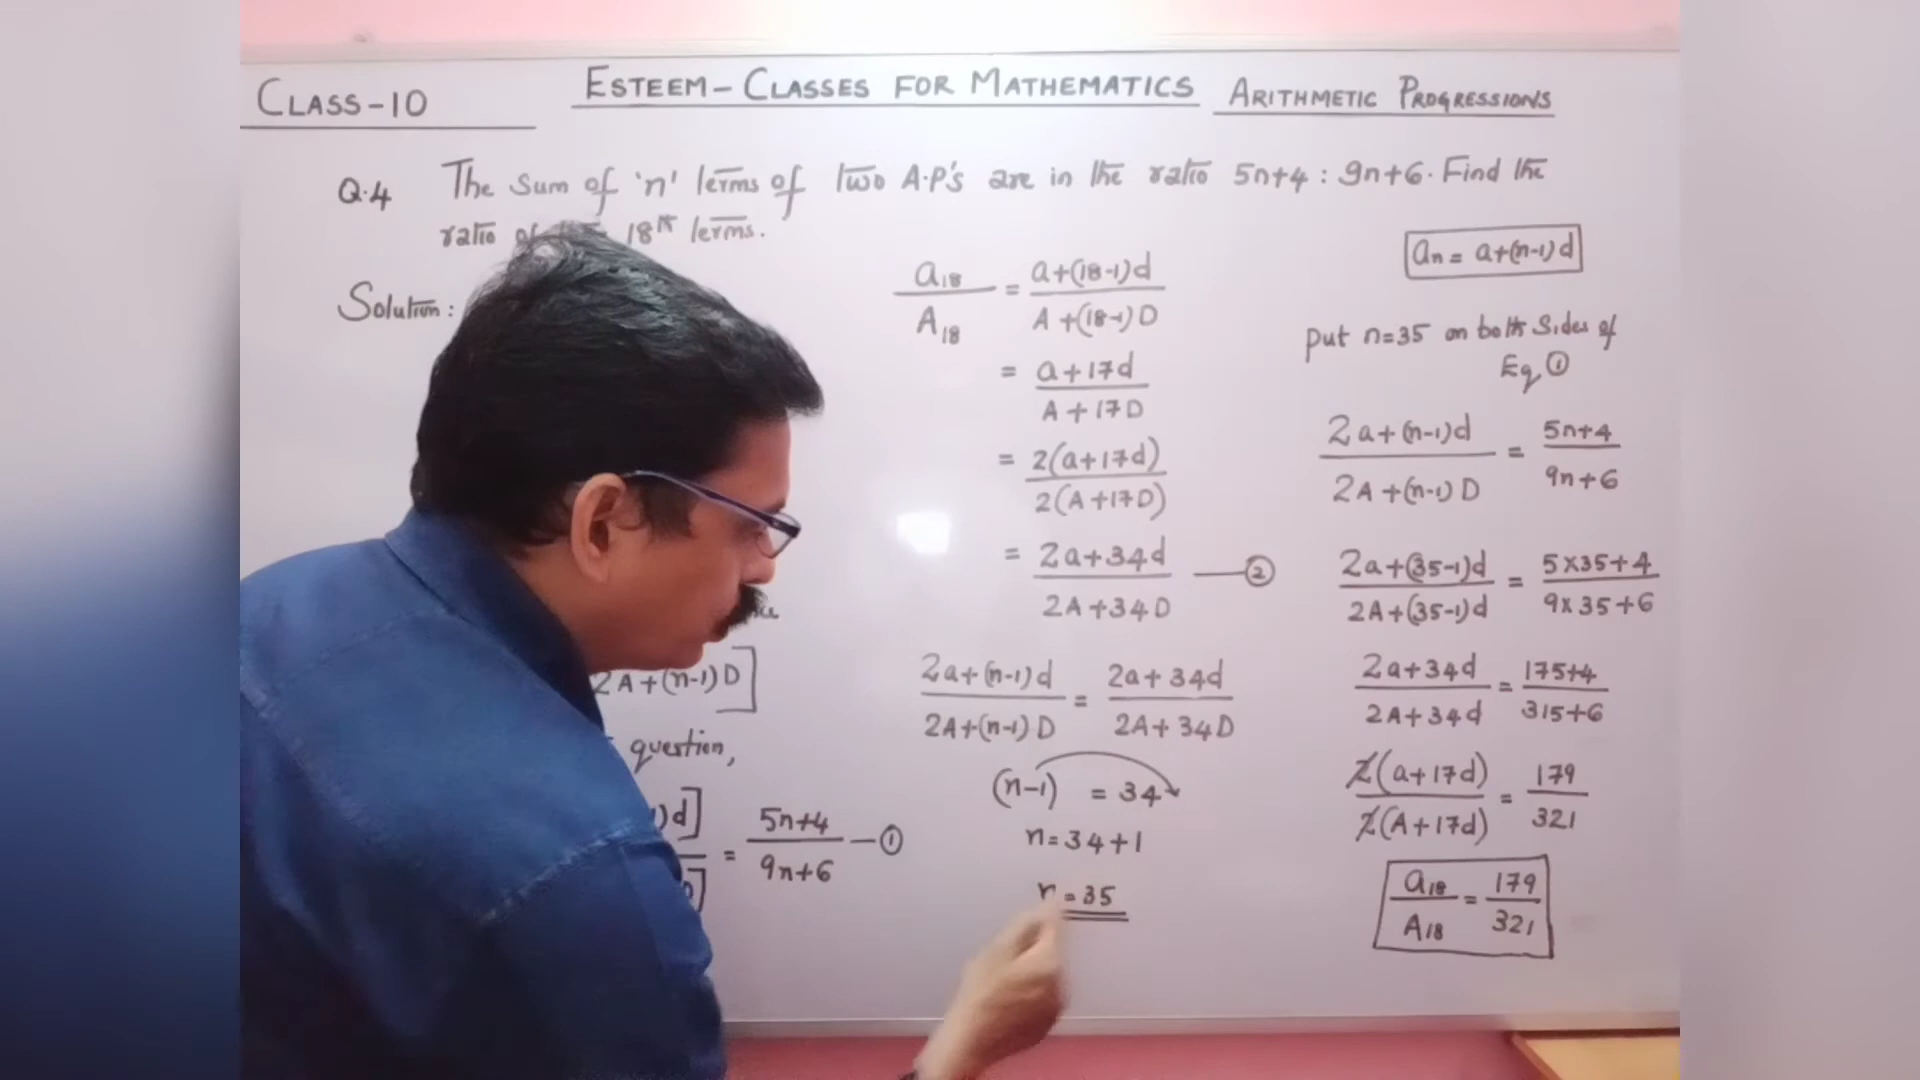 CLASS-10
ESTEEM-CLASSES FOR MATHEMATICS
ARITHMETIC PROGRESSIONS
Q.4 The Sum of 'n' terms of two A.P's are in the ratio 5n+4 : 9n+6. Find the
ratio of 18th terms.
Solution:
2A+(n-1)D]
question,
)d]
= 5n+4 / 9n+6 — ①
a18 / A18 = a+(18-1)d / A+(18-1)D
= a+17d / A+17D
= 2(a+17d) / 2(A+17D)
= 2a+34d / 2A+34D — ②
2a+(n-1)d / 2A+(n-1)D = 2a+34d / 2A+34D
(n-1) = 34
n=34+1
n=35
an = a+(n-1)d
Put n=35 on both Sides of
Eq ①
2a+(n-1)d / 2A+(n-1)D = 5n+4 / 9n+6
2a+(35-1)d / 2A+(35-1)d = 5x35+4 / 9x35+6
2a+34d / 2A+34d = 175+4 / 315+6
2(a+17d) / 2(A+17d) = 179 / 321
a18 / A18 = 179 / 321